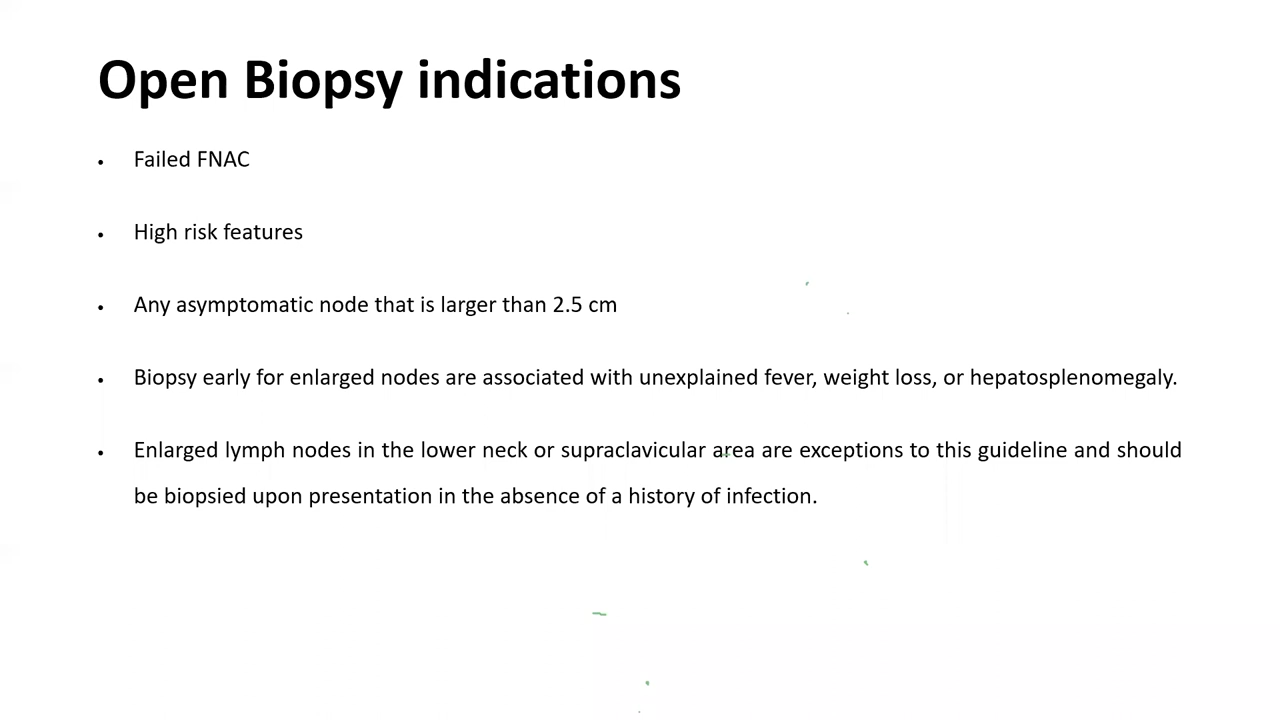 Open Biopsy indications
• Failed FNAC
• High risk features
• Any asymptomatic node that is larger than 2.5 cm
• Biopsy early for enlarged nodes are associated with unexplained fever, weight loss, or hepatosplenomegaly.
• Enlarged lymph nodes in the lower neck or supraclavicular area are exceptions to this guideline and should
be biopsied upon presentation in the absence of a history of infection.